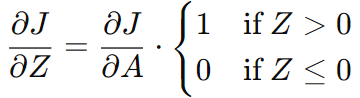 ∂J/∂Z = ∂J/∂A · { 1 if Z > 0
0 if Z ≤ 0